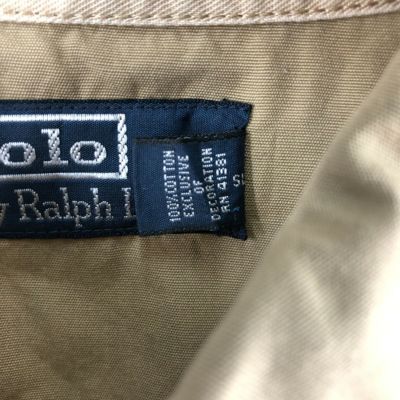 olo
y Ralph L
100% COTTON
EXCLUSIVE
OF
DECORATION
RN 41381